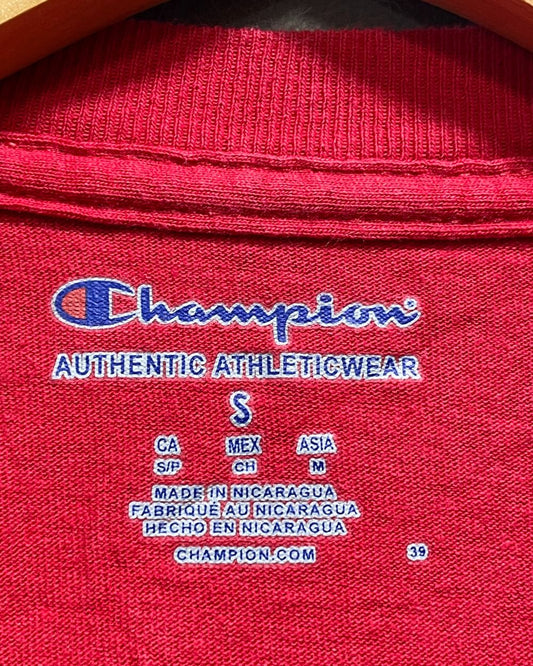 Champion®
AUTHENTIC ATHLETICWEAR
S
CA MEX ASIA
S/P CH M
MADE IN NICARAGUA
FABRIQUÉ AU NICARAGUA
HECHO EN NICARAGUA
CHAMPION.COM 39